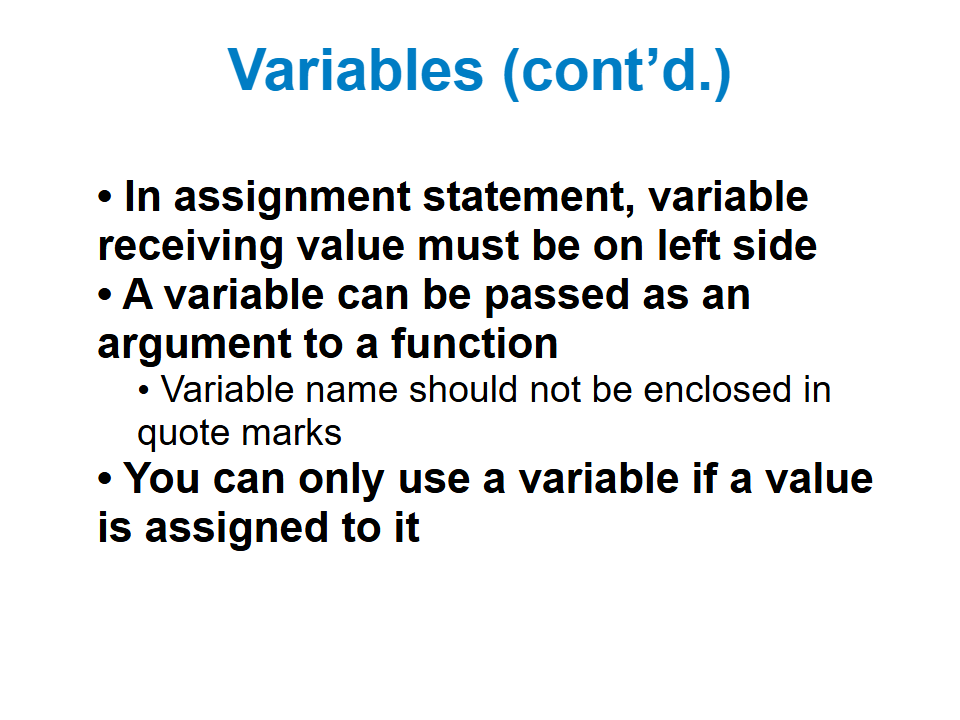 Variables (cont’d.)
• In assignment statement, variable
receiving value must be on left side
• A variable can be passed as an
argument to a function
• Variable name should not be enclosed in
quote marks
• You can only use a variable if a value
is assigned to it